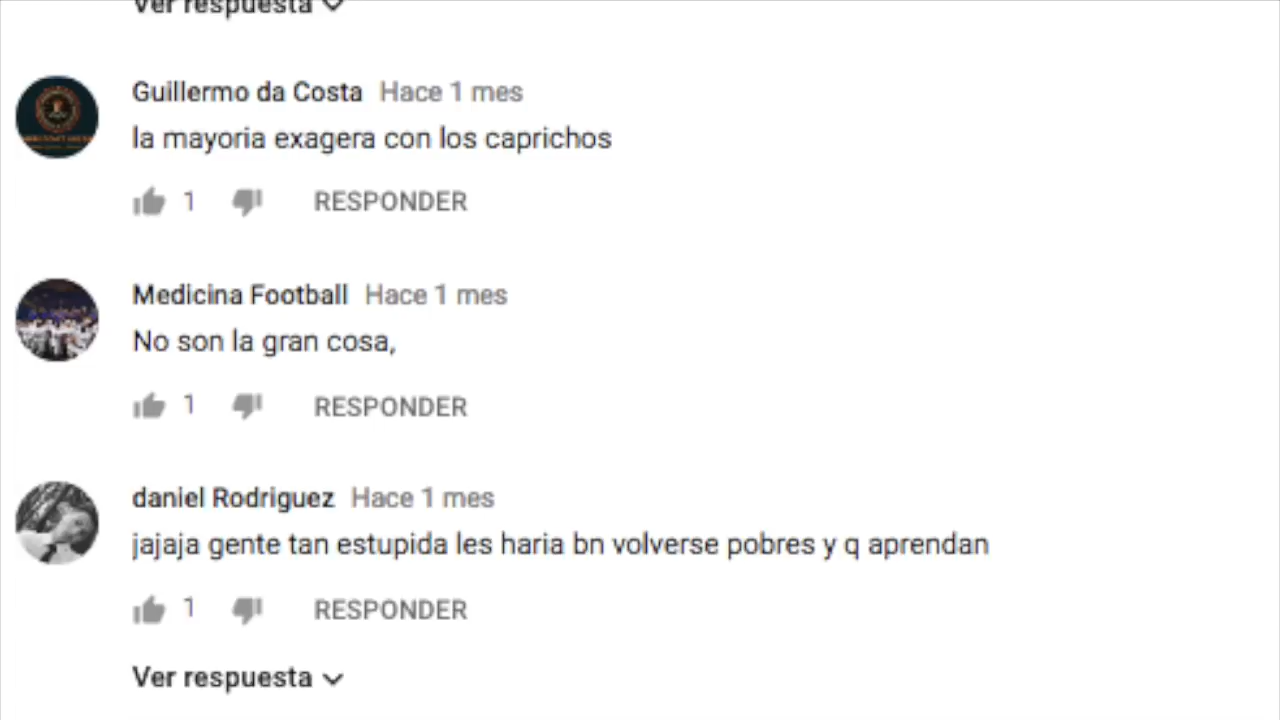 Ver respuesta
Guillermo da Costa Hace 1 mes
la mayoria exagera con los caprichos
1 RESPONDER
Medicina Football Hace 1 mes
No son la gran cosa,
1 RESPONDER
daniel Rodriguez Hace 1 mes
jajaja gente tan estupida les haria bn volverse pobres y q aprendan
1 RESPONDER
Ver respuesta